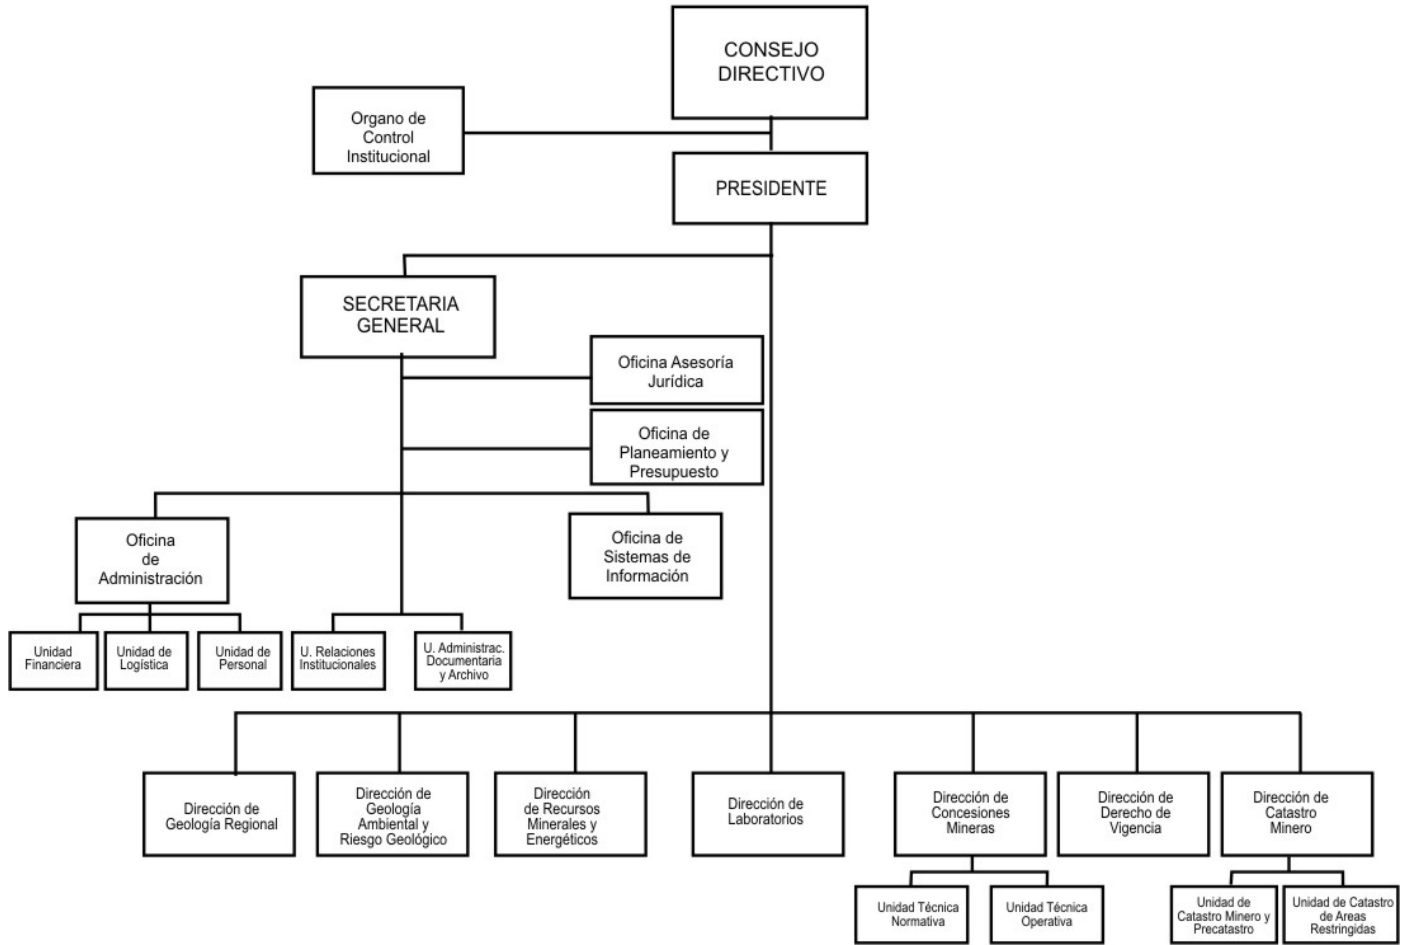 CONSEJO
DIRECTIVO
Organo de
Control
Institucional
PRESIDENTE
SECRETARIA
GENERAL
Oficina Asesoría
Jurídica
Oficina de
Planeamiento y
Presupuesto
Oficina
de
Administración
Oficina de
Sistemas de
Información
Unidad
Financiera
Unidad de
Logística
Unidad de
Personal
U. Relaciones
Institucionales
U. Administrac.
Documentaria
y Archivo
Dirección de
Geología Regional
Dirección de
Geología
Ambiental y
Riesgo Geológico
Dirección
de Recursos
Minerales y
Energéticos
Dirección de
Laboratorios
Dirección de
Concesiones
Mineras
Dirección de
Derecho de
Vigencia
Dirección de
Catastro
Minero
Unidad Técnica
Normativa
Unidad Técnica
Operativa
Unidad de
Catastro Minero y
Precatastro
Unidad de Catastro
de Areas
Restringidas